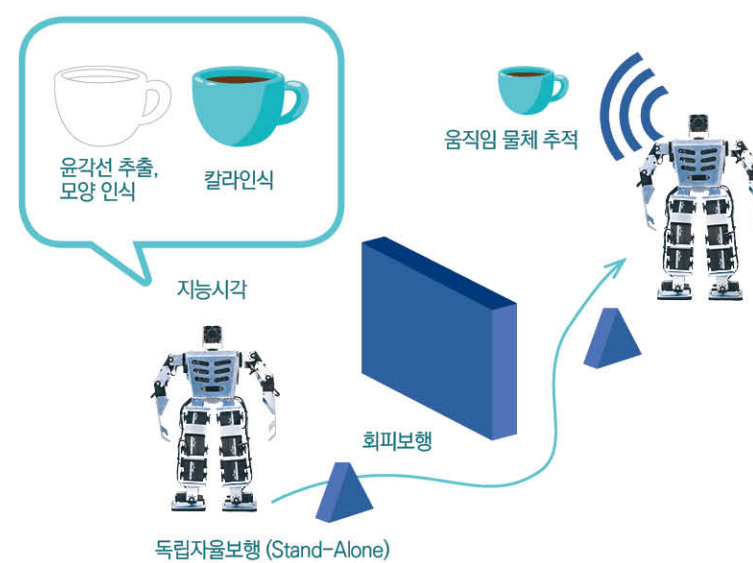 윤각선 추출,
모양 인식
칼라인식
움직임 물체 추적
지능시각
회피보행
독립자율보행 (Stand-Alone)